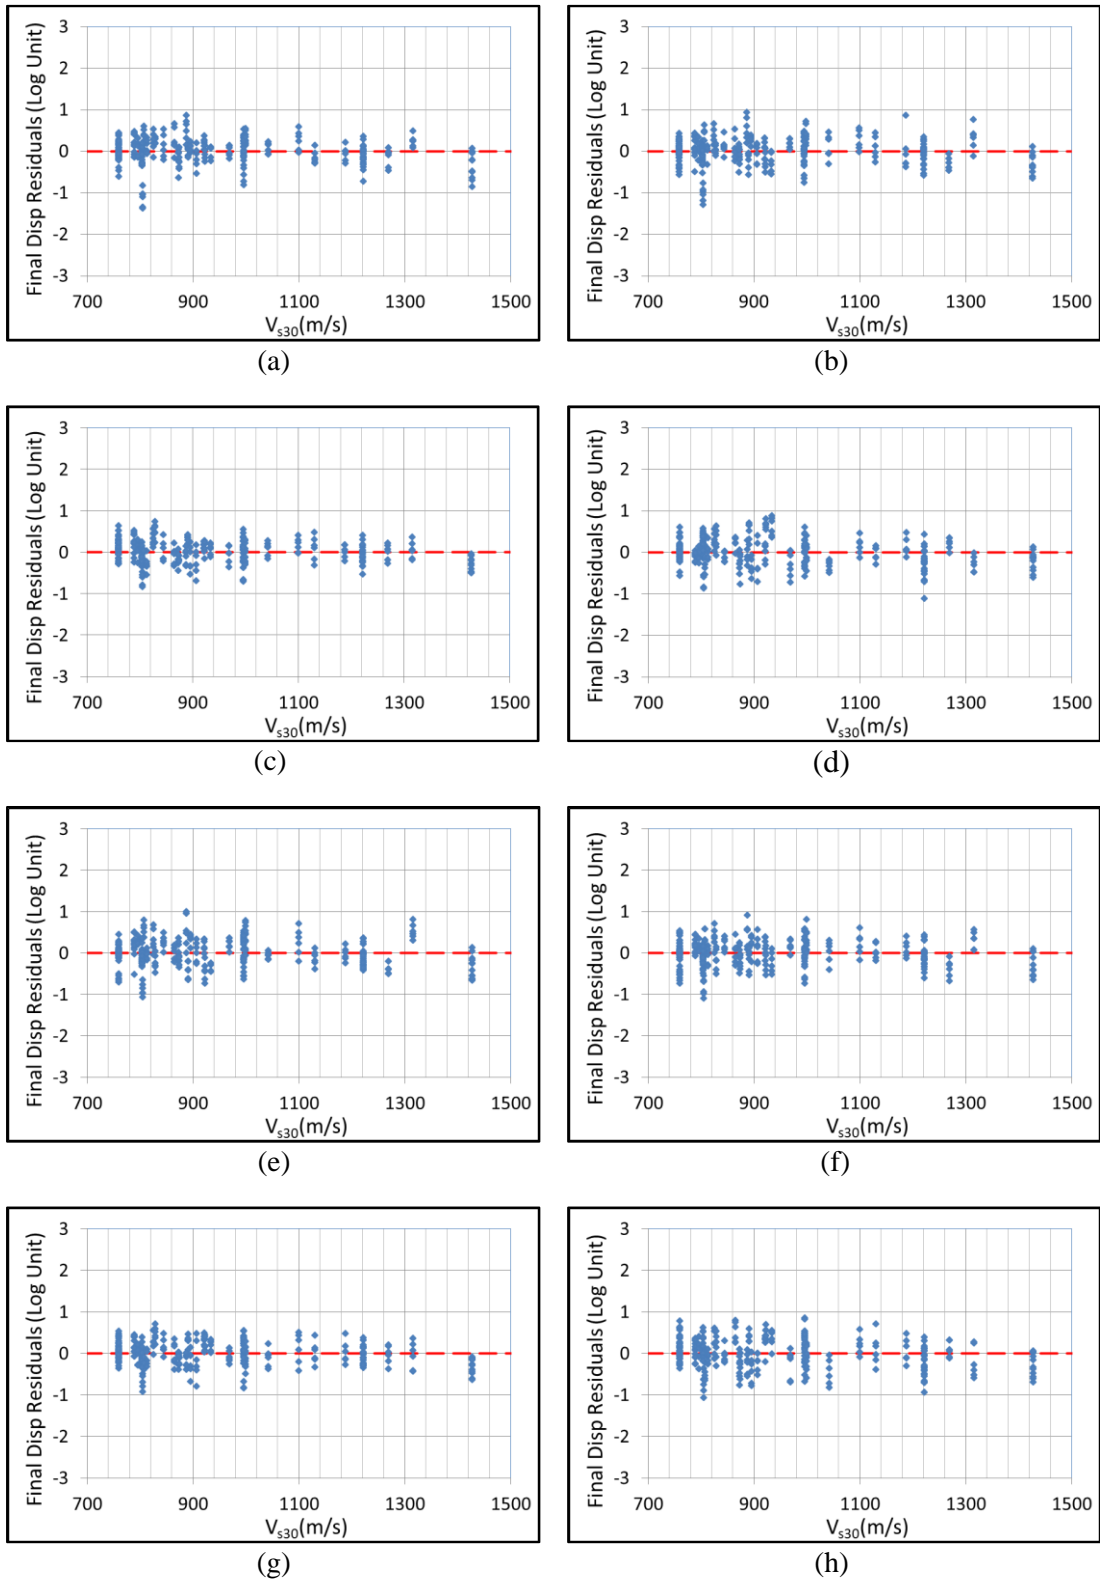 Final Disp Residuals (Log Unit)
3
2
1
0
-1
-2
-3
700 900 1100 1300 1500
Vs30(m/s)
(a)
Final Disp Residuals (Log Unit)
3
2
1
0
-1
-2
-3
700 900 1100 1300 1500
Vs30(m/s)
(b)
Final Disp Residuals (Log Unit)
3
2
1
0
-1
-2
-3
700 900 1100 1300 1500
Vs30(m/s)
(c)
Final Disp Residuals (Log Unit)
3
2
1
0
-1
-2
-3
700 900 1100 1300 1500
Vs30(m/s)
(d)
Final Disp Residuals (Log Unit)
3
2
1
0
-1
-2
-3
700 900 1100 1300 1500
Vs30(m/s)
(e)
Final Disp Residuals (Log Unit)
3
2
1
0
-1
-2
-3
700 900 1100 1300 1500
Vs30(m/s)
(f)
Final Disp Residuals (Log Unit)
3
2
1
0
-1
-2
-3
700 900 1100 1300 1500
Vs30(m/s)
(g)
Final Disp Residuals (Log Unit)
3
2
1
0
-1
-2
-3
700 900 1100 1300 1500
Vs30(m/s)
(h)